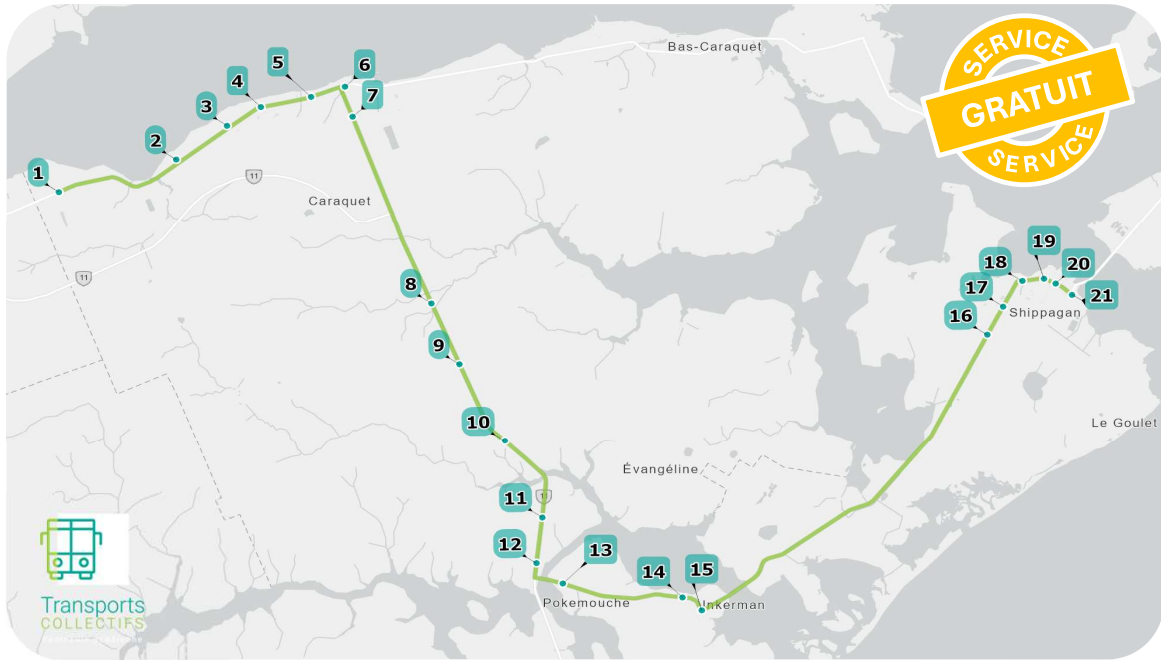 Bas-Caraquet
SERVICE
GRATUIT
SERVICE
1
2
3
4
5
6
7
11
Caraquet
11
8
9
10
11
11
12
13
14
15
Évangéline
Pokemouche
Inkerman
16
17
18
19
20
21
Shippagan
Le Goulet
Transports
COLLECTIFS